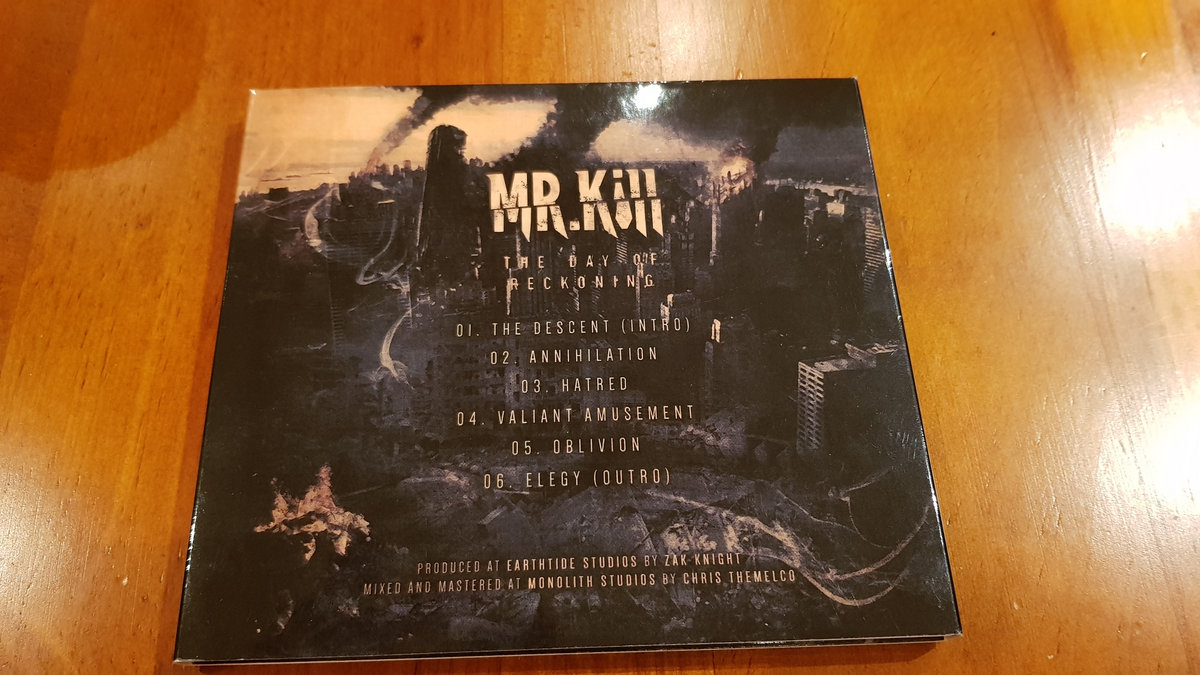 MR.Kill
THE DAY OF
RECKONING
01. THE DESCENT (INTRO)
02. ANNIHILATION
03. HATRED
04. VALIANT AMUSEMENT
05. OBLIVION
06. ELEGY (OUTRO)
PRODUCED AT EARTHTIDE STUDIOS BY ZAK KNIGHT
MIXED AND MASTERED AT MONOLITH STUDIOS BY CHRIS THEMELCO